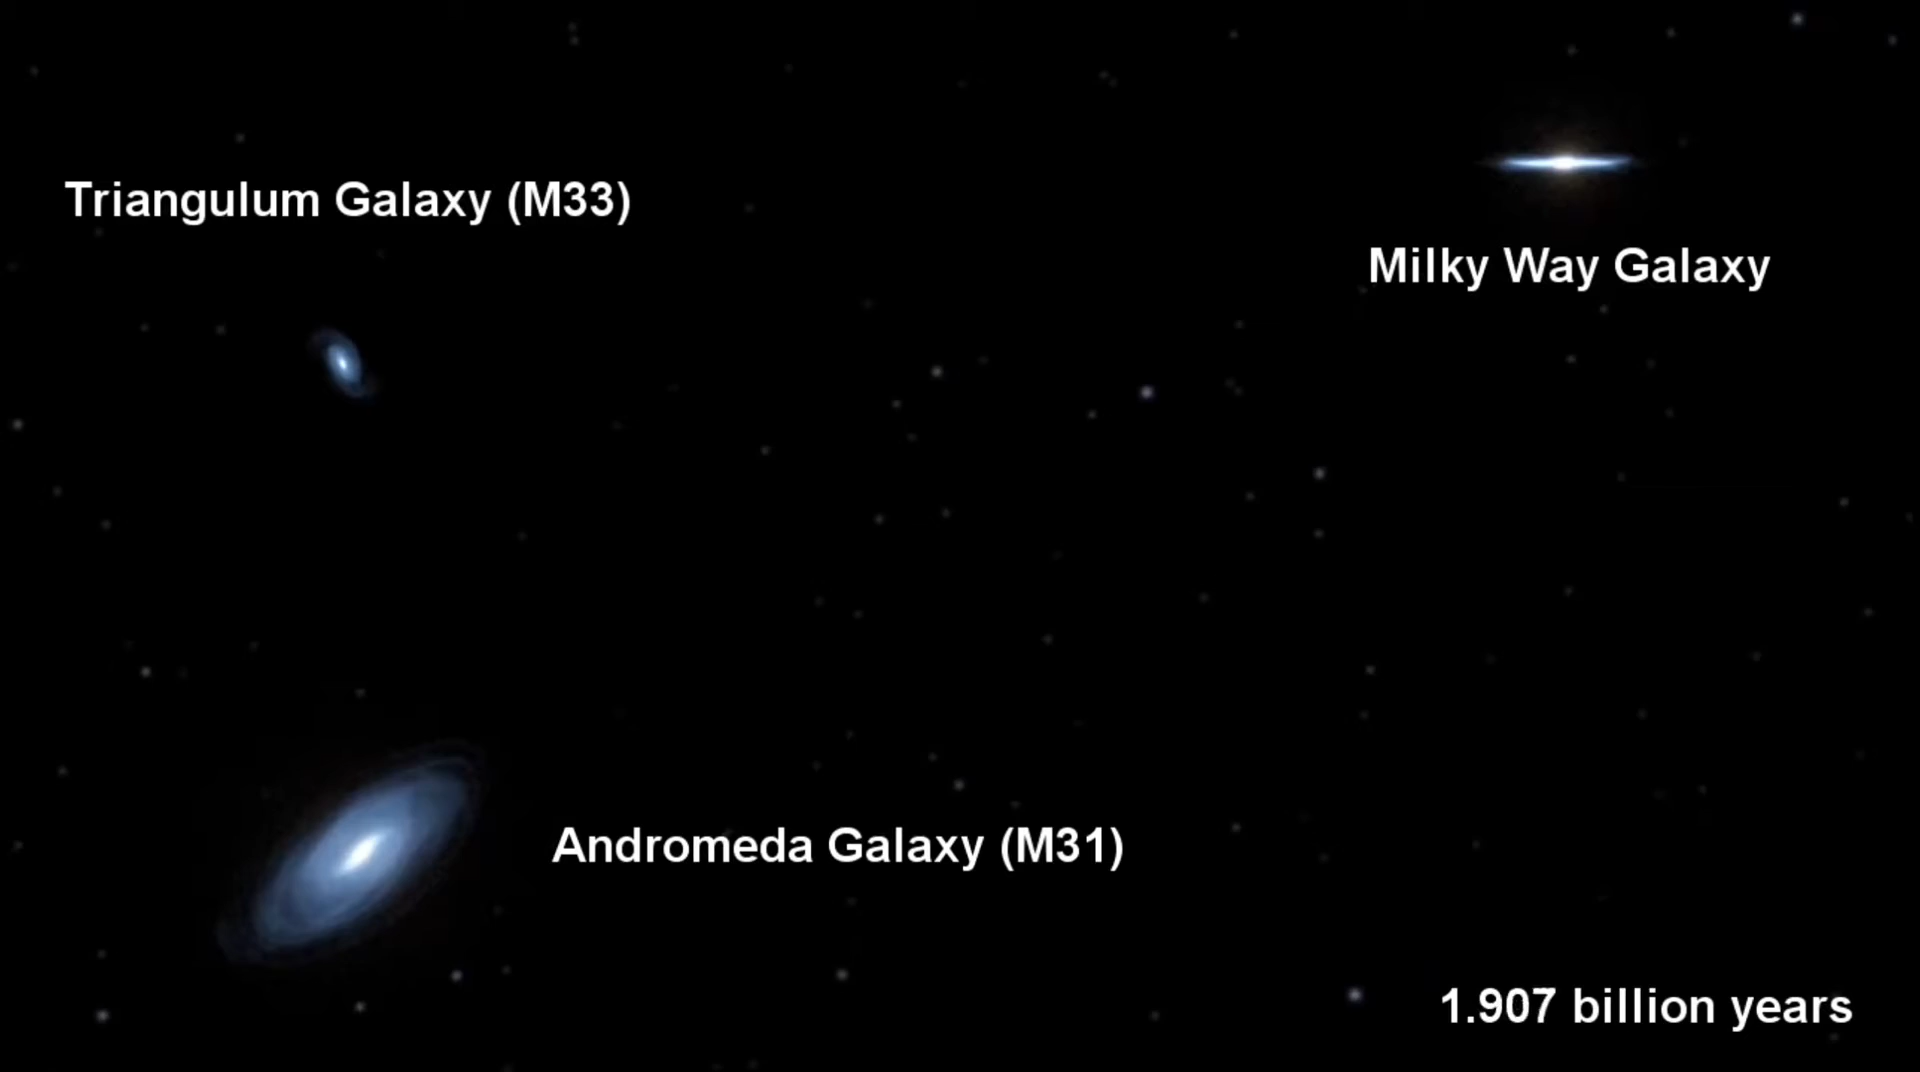 Triangulum Galaxy (M33)
Milky Way Galaxy
Andromeda Galaxy (M31)
1.907 billion years